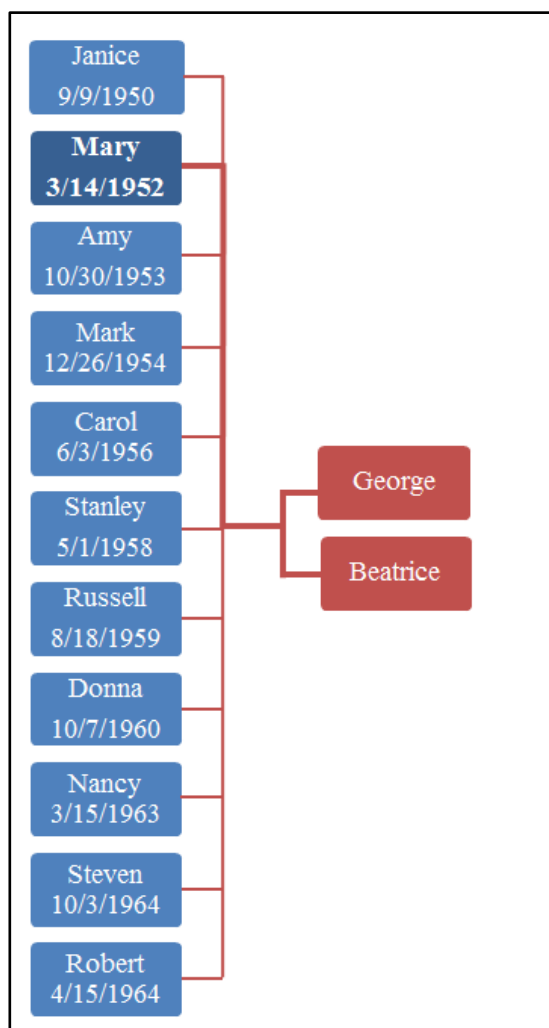 Janice
9/9/1950
Mary
3/14/1952
Amy
10/30/1953
Mark
12/26/1954
Carol
6/3/1956
Stanley
5/1/1958
Russell
8/18/1959
Donna
10/7/1960
Nancy
3/15/1963
Steven
10/3/1964
Robert
4/15/1964
George
Beatrice